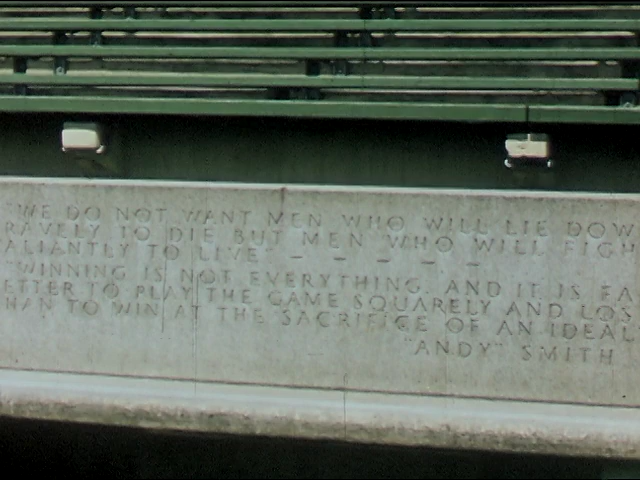 "WE DO NOT WANT MEN WHO WILL LIE DOW
RAVELY TO DIE BUT MEN WHO WILL FIGH
ALIANTLY TO LIVE – – – – –
"WINNING IS NOT EVERYTHING. AND IT IS FA
ETTER TO PLAY THE GAME SQUARELY AND LOS
HAN TO WIN AT THE SACRIFICE OF AN IDEAL
"ANDY" SMITH